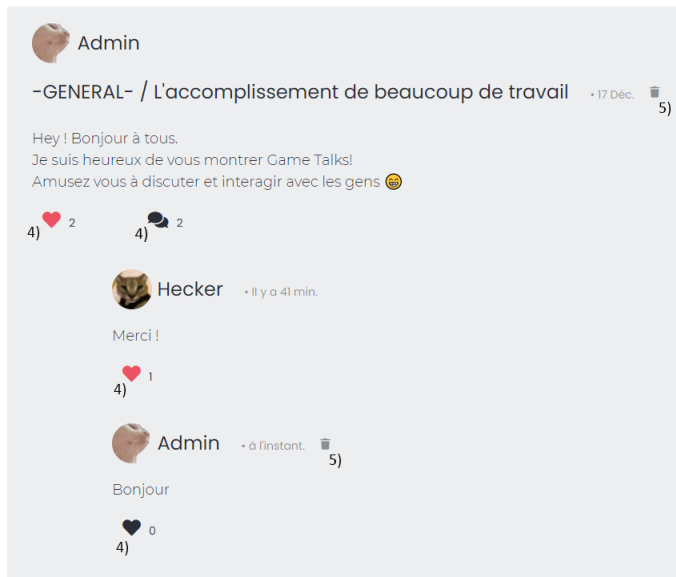 Admin
-GENERAL- / L'accomplissement de beaucoup de travail • 17 Déc.
5)
Hey ! Bonjour à tous.
Je suis heureux de vous montrer Game Talks!
Amusez vous à discuter et interagir avec les gens 😁
4) 2 4) 2
Hecker • Il y a 41 min.
Merci !
4) 1
Admin • à l'instant.
5)
Bonjour
4) 0